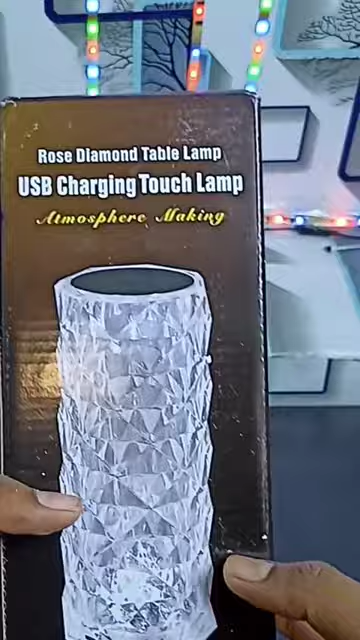 Rose Diamond Table Lamp
USB Charging Touch Lamp
Atmosphere Making